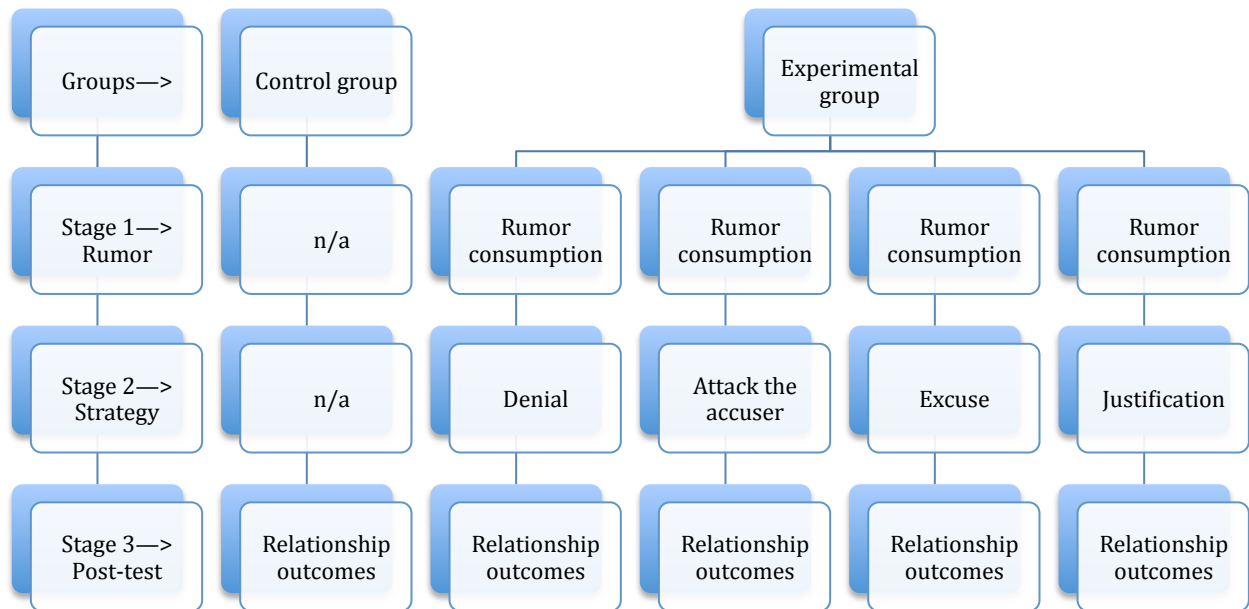 Groups—>
Control group
Experimental
group
Stage 1—>
Rumor
n/a
Rumor
consumption
Rumor
consumption
Rumor
consumption
Rumor
consumption
Stage 2—>
Strategy
n/a
Denial
Attack the
accuser
Excuse
Justification
Stage 3—>
Post-test
Relationship
outcomes
Relationship
outcomes
Relationship
outcomes
Relationship
outcomes
Relationship
outcomes